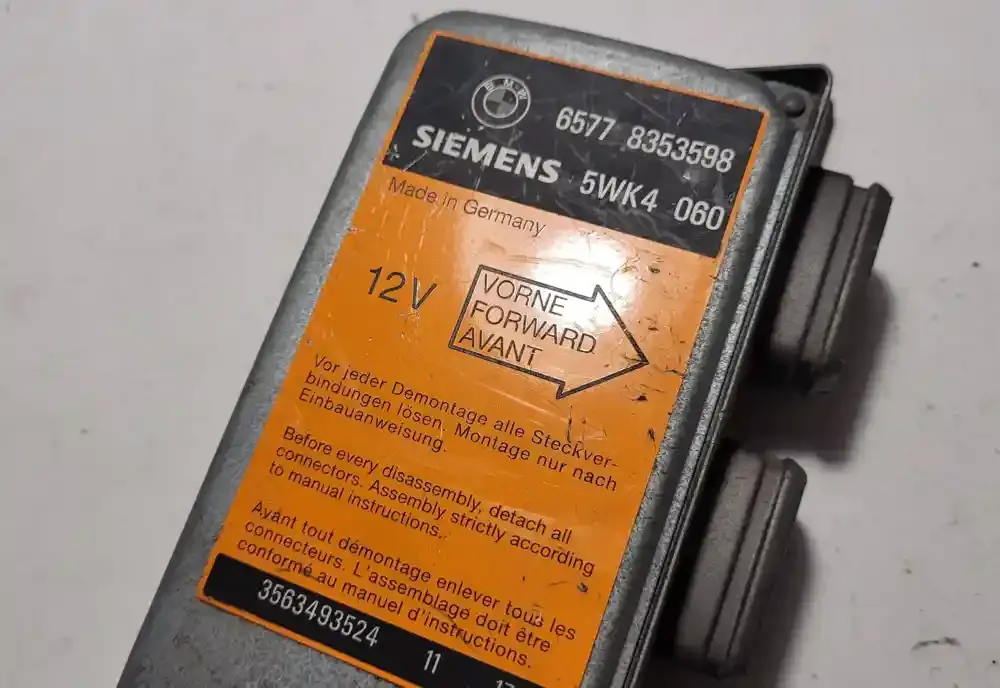 BMW
6577 8353598
SIEMENS 5WK4 060
Made in Germany
12V
VORNE
FORWARD
AVANT
Vor jeder Demontage alle Steckver-
bindungen lösen. Montage nur nach
Einbauanweisung.
Before every disassembly, detach all
connectors. Assembly strictly according
to manual instructions.
Avant tout démontage enlever tous les
connecteurs. L'assemblage doit être
conformé au manuel d'instructions.
3563493524 11